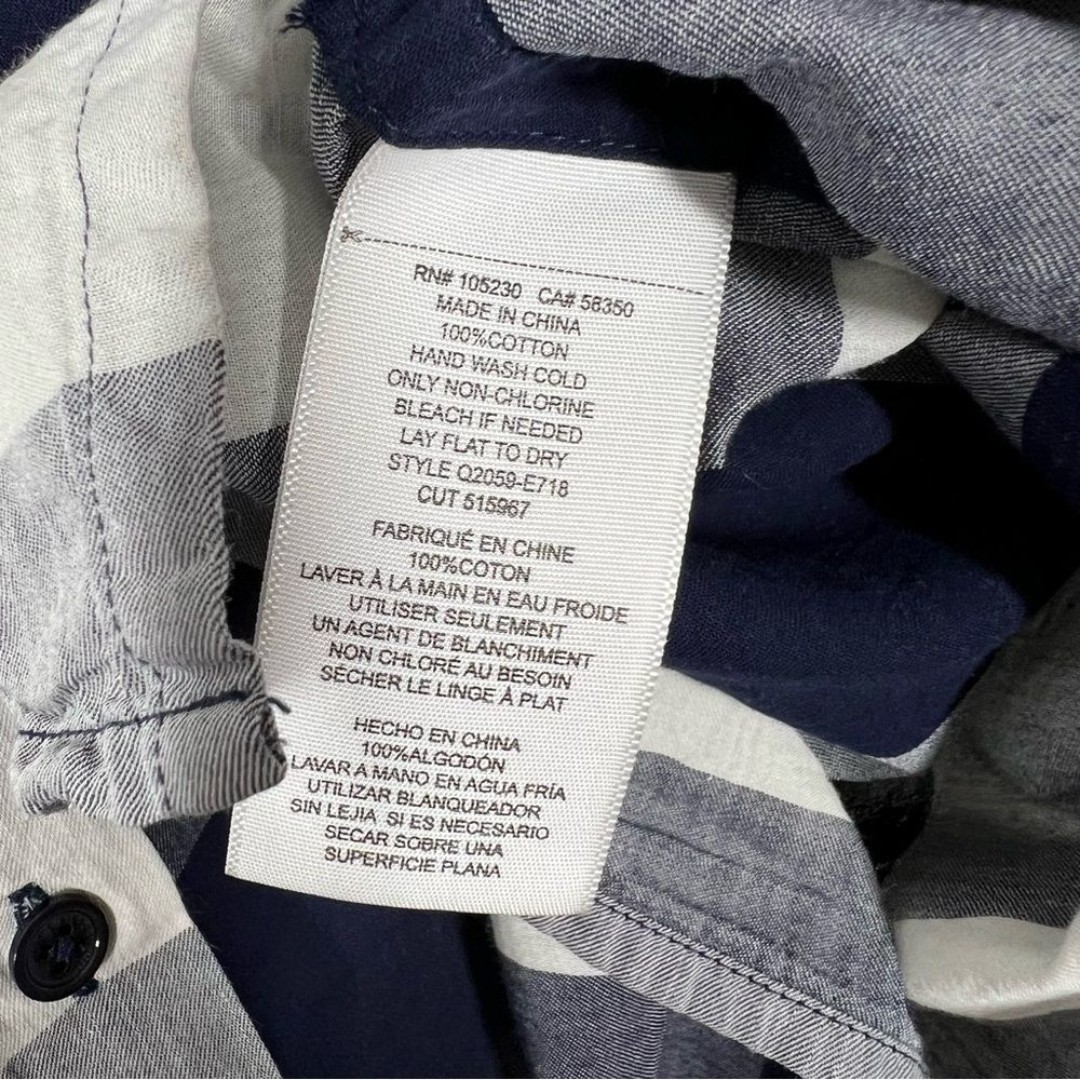 RN# 105230 CA# 58350
MADE IN CHINA
100%COTTON
HAND WASH COLD
ONLY NON-CHLORINE
BLEACH IF NEEDED
LAY FLAT TO DRY
STYLE Q2059-E718
CUT 515967
FABRIQUÉ EN CHINE
100%COTON
LAVER À LA MAIN EN EAU FROIDE
UTILISER SEULEMENT
UN AGENT DE BLANCHIMENT
NON CHLORÉ AU BESOIN
SÉCHER LE LINGE À PLAT
HECHO EN CHINA
100%ALGODÓN
LAVAR A MANO EN AGUA FRÍA
UTILIZAR BLANQUEADOR
SIN LEJIA SI ES NECESARIO
SECAR SOBRE UNA
SUPERFICIE PLANA